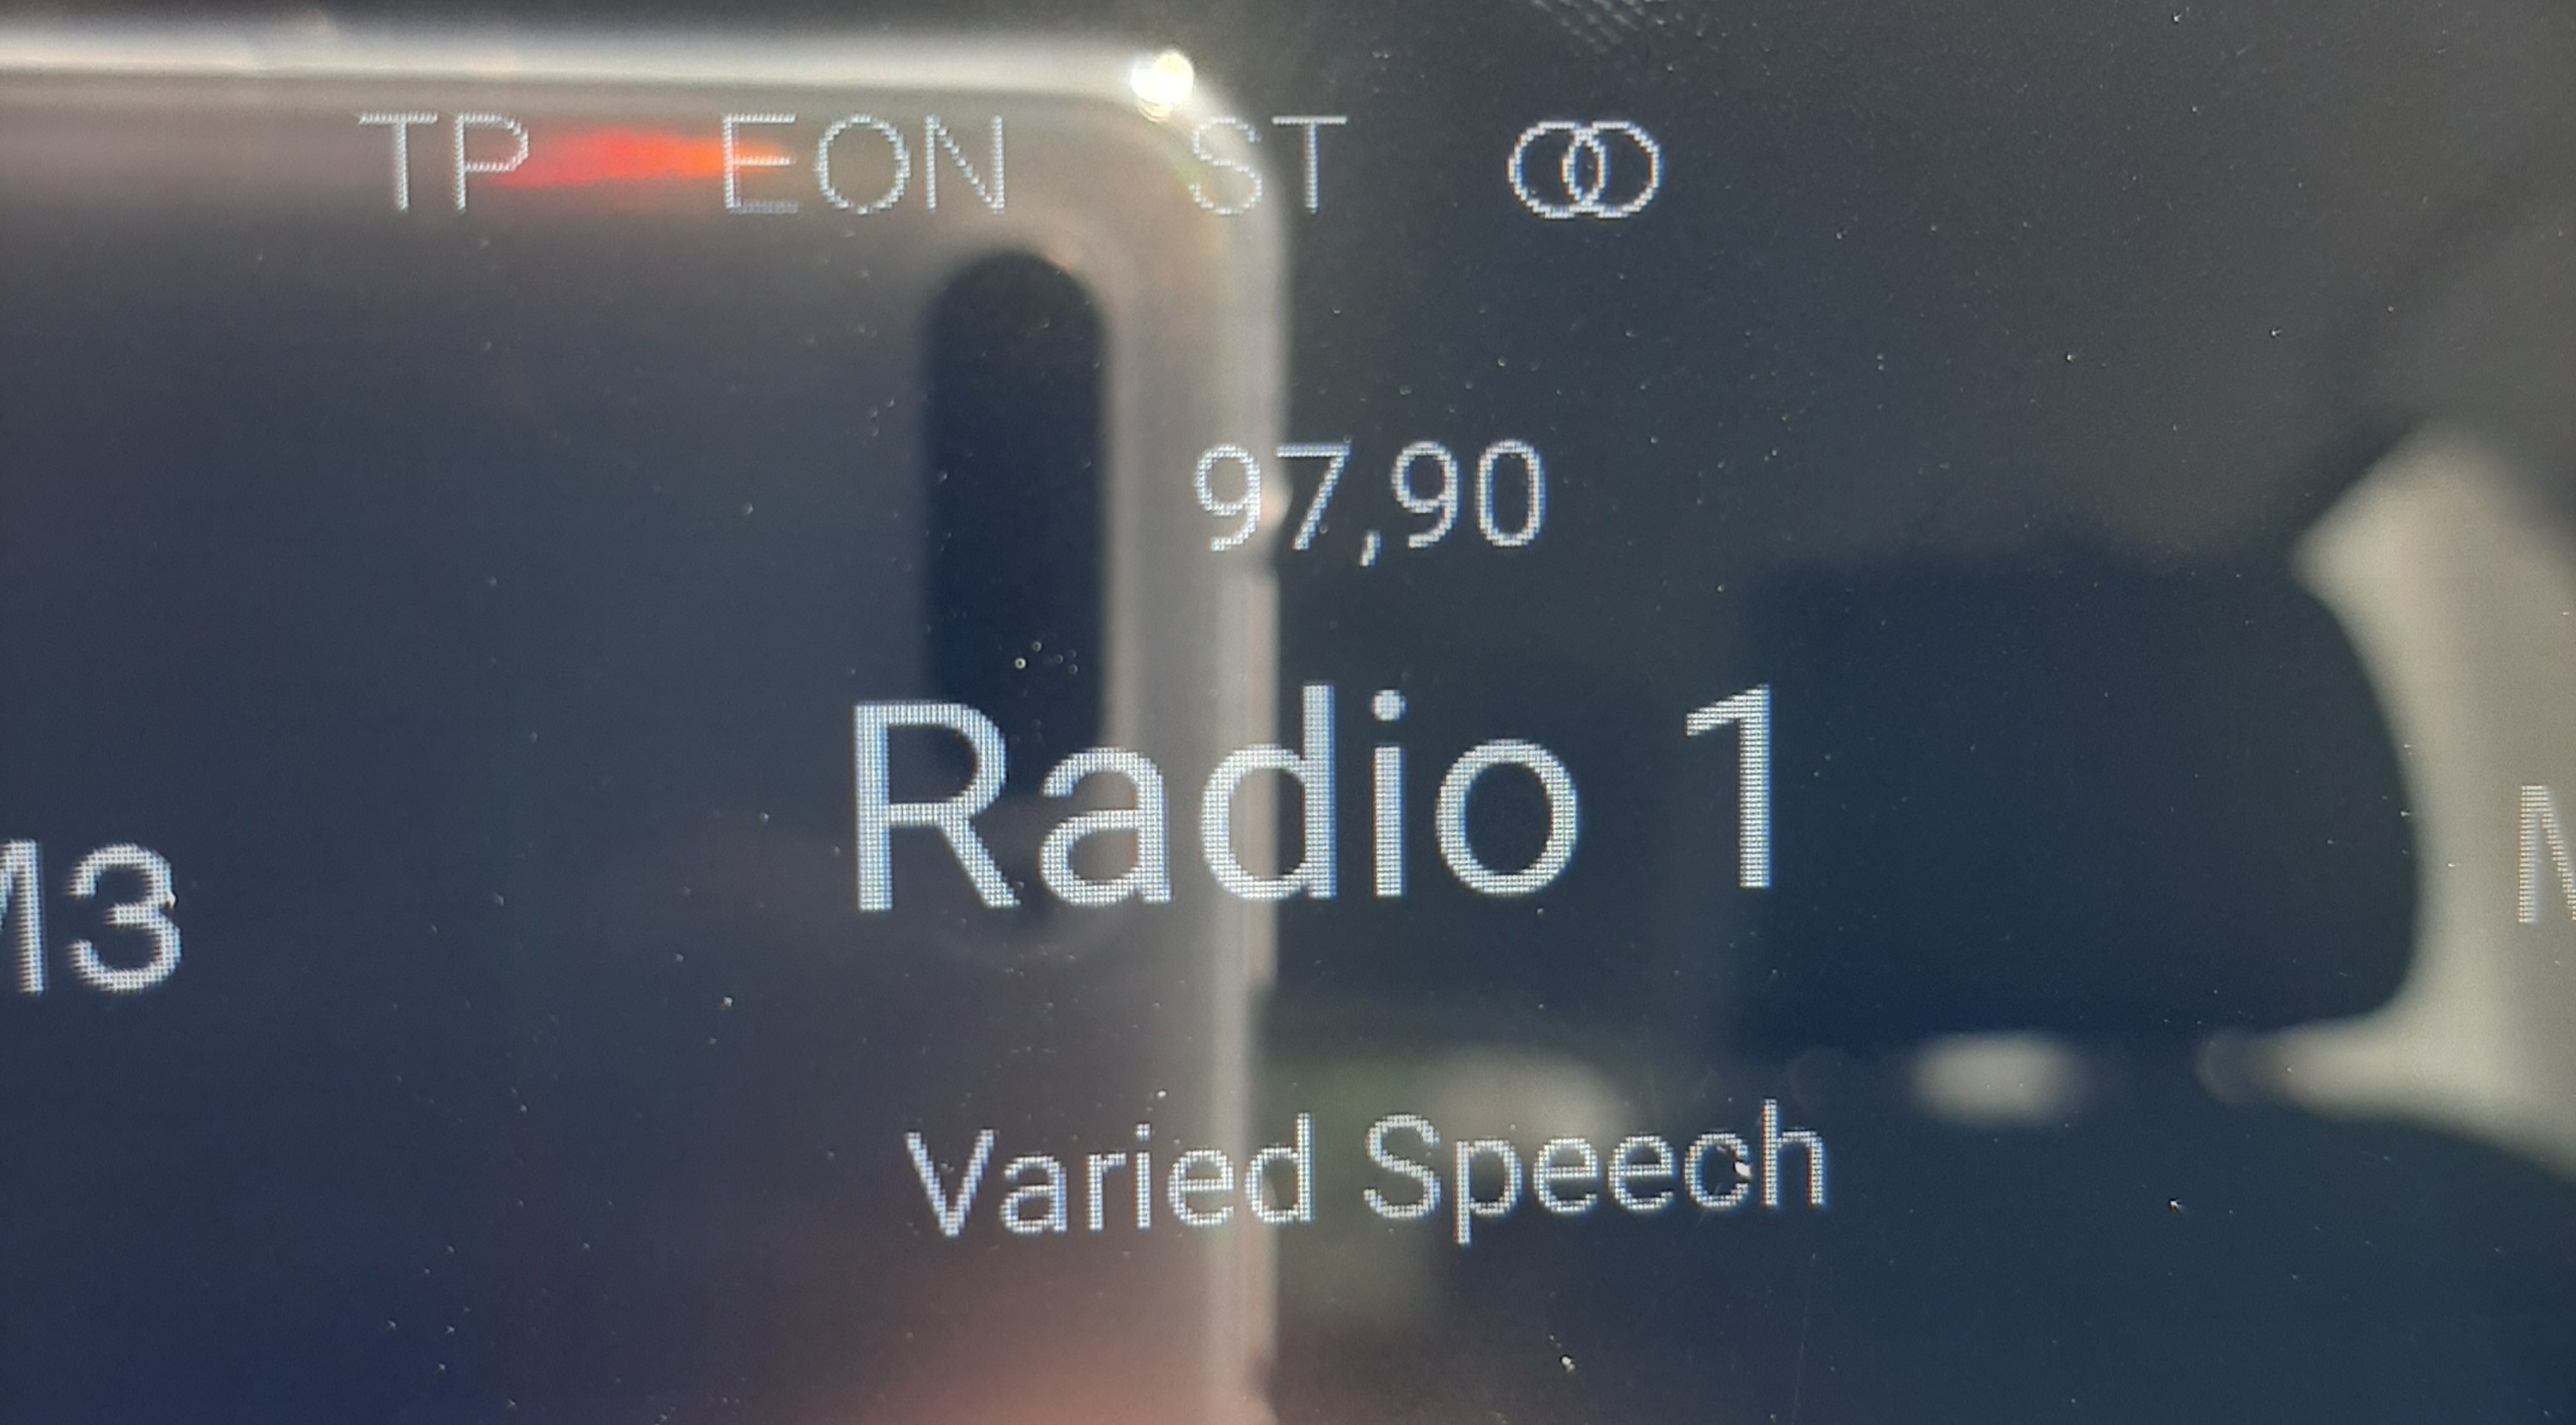 TP EON ST
97,90
Radio 1
M3
Varied Speech